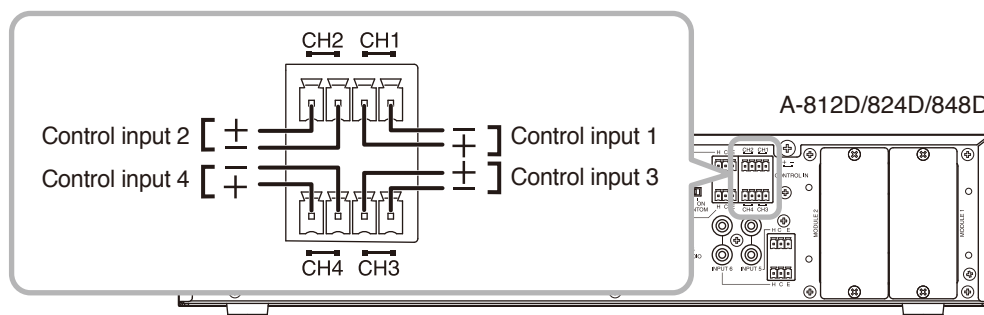 CH2 CH1
Control input 2 + −
− + Control input 1
Control input 4 − +
+ − Control input 3
CH4 CH3
A-812D/824D/848D
H C E
CH2 CH1
+ −
CONTROL IN
H C E
CH4 CH3
ON
INPUT 6 INPUT 5
H C E
H C E
MODULE 2
MODULE 1